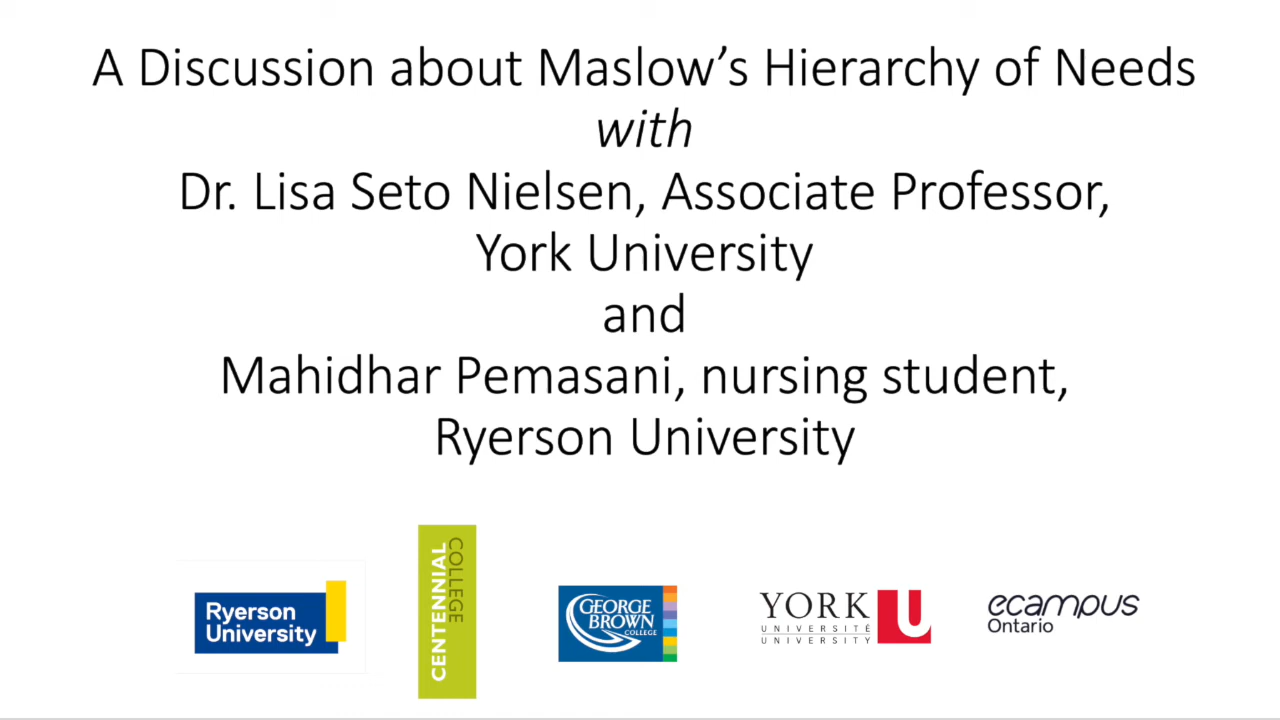 A Discussion about Maslow’s Hierarchy of Needs
with
Dr. Lisa Seto Nielsen, Associate Professor,
York University
and
Mahidhar Pemasani, nursing student,
Ryerson University
Ryerson
University
CENTENNIAL
COLLEGE
GEORGE
BROWN
COLLEGE
YORK U
UNIVERSITÉ
UNIVERSITY
ecampus
Ontario